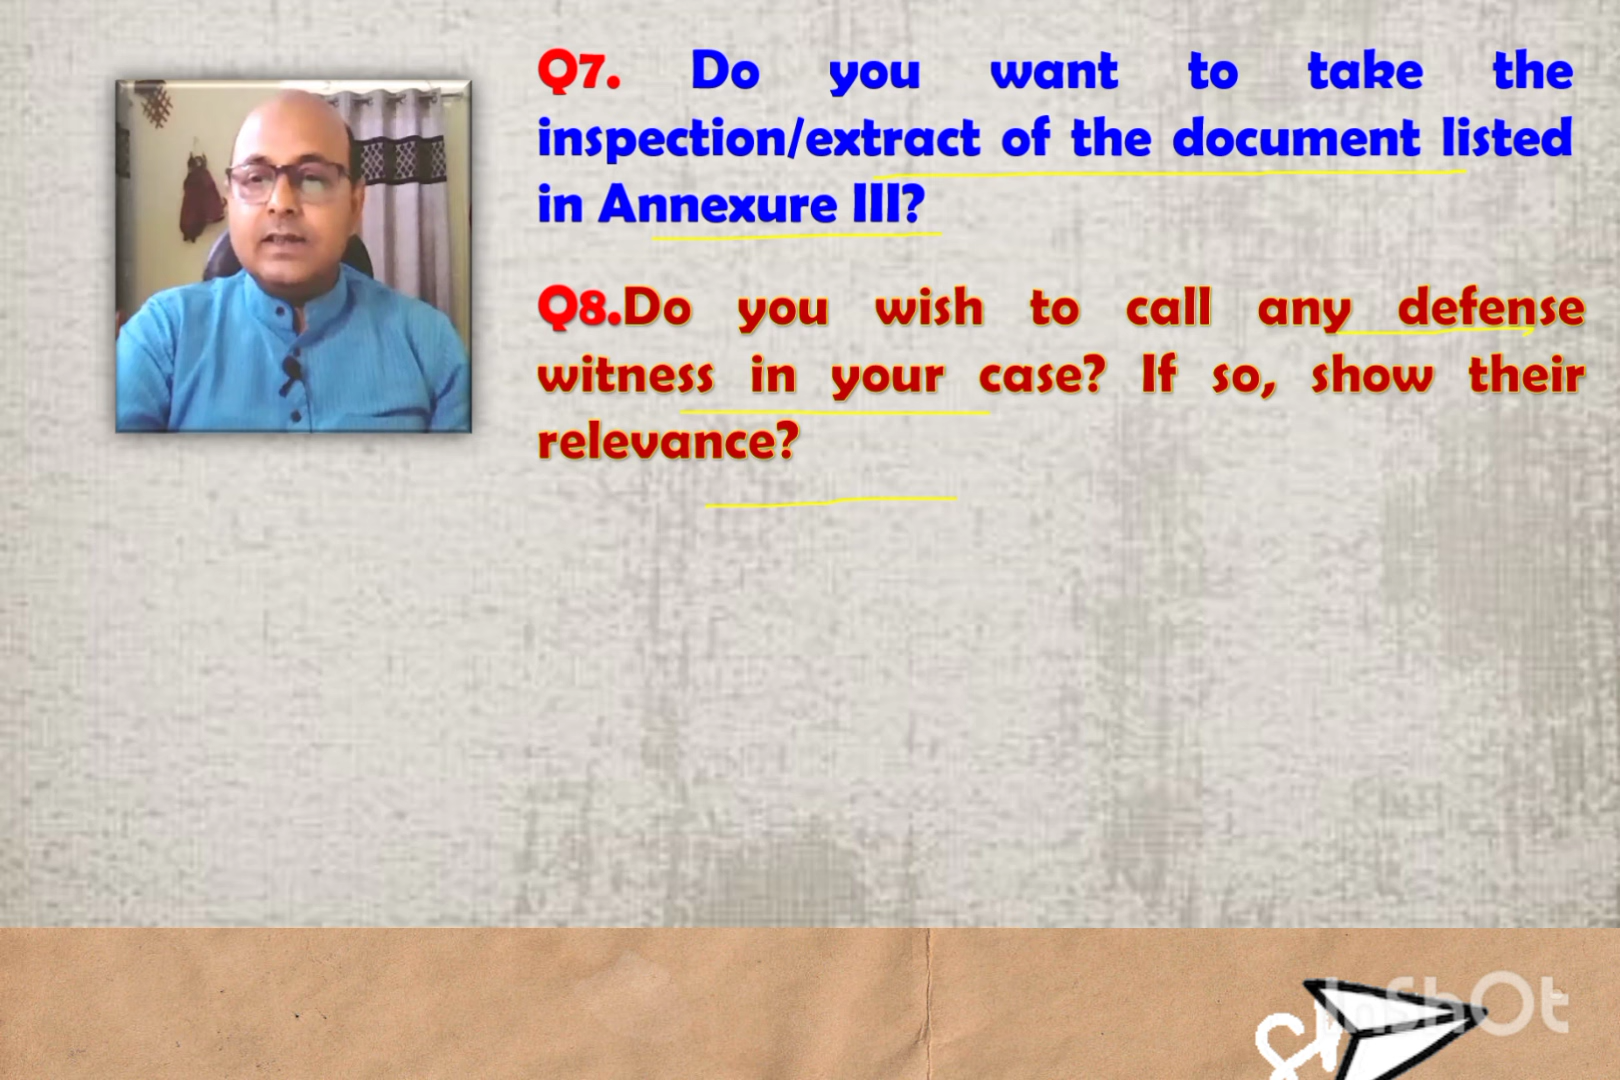 Q7. Do you want to take the
inspection/extract of the document listed
in Annexure III?
Q8.Do you wish to call any defense
witness in your case? If so, show their
relevance?
InShOt